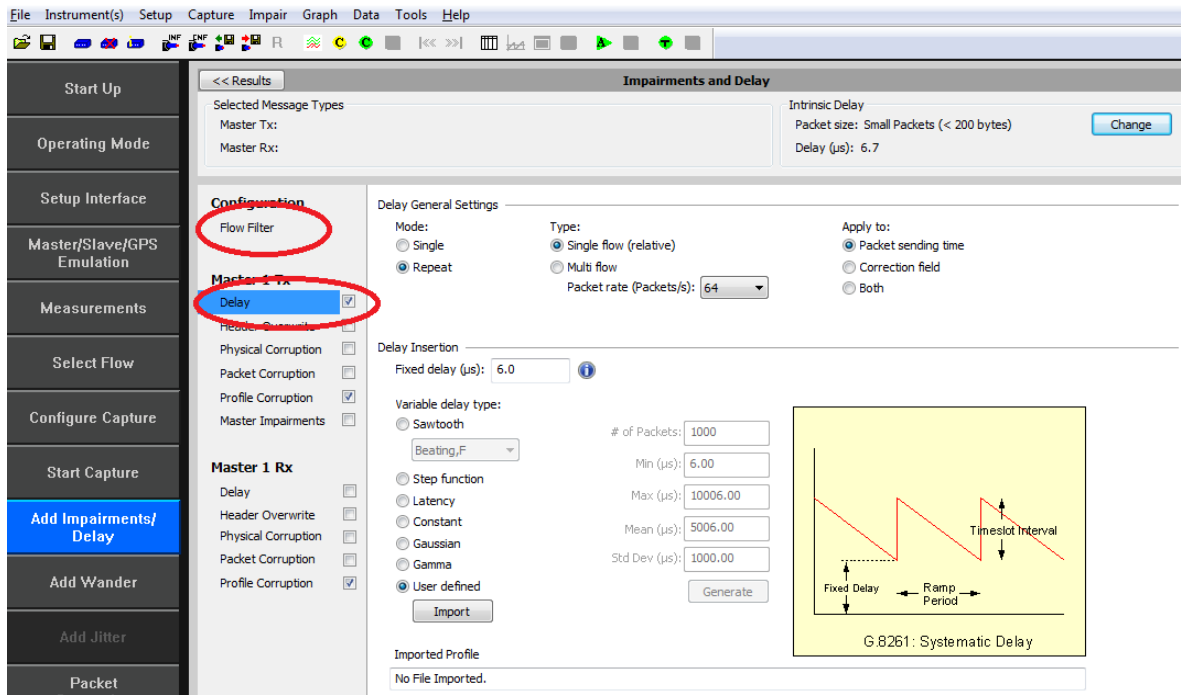 File Instrument(s) Setup Capture Impair Graph Data Tools Help
INF CNF R C C A T
Start Up
Operating Mode
Setup Interface
Master/Slave/GPS
Emulation
Measurements
Select Flow
Configure Capture
Start Capture
Add Impairments/
Delay
Add Wander
Add Jitter
Packet
<< Results
Impairments and Delay
Selected Message Types
Master Tx:
Master Rx:
Intrinsic Delay
Packet size: Small Packets (< 200 bytes)
Change
Delay (µs): 6.7
Configuration
Flow Filter
Master 1 Tx
Delay
Header Overwrite
Physical Corruption
Packet Corruption
Profile Corruption
Master Impairments
Master 1 Rx
Delay
Header Overwrite
Physical Corruption
Packet Corruption
Profile Corruption
Delay General Settings
Mode:
Single
Repeat
Type:
Single flow (relative)
Multi flow
Packet rate (Packets/s): 64
Apply to:
Packet sending time
Correction field
Both
Delay Insertion
Fixed delay (µs): 6.0
Variable delay type:
Sawtooth
Beating,F
Step function
Latency
Constant
Gaussian
Gamma
User defined
Import
# of Packets: 1000
Min (µs): 6.00
Max (µs): 10006.00
Mean (µs): 5006.00
Std Dev (µs): 1000.00
Generate
Timeslot Interval
Fixed Delay
Ramp
Period
G.8261: Systematic Delay
Imported Profile
No File Imported.